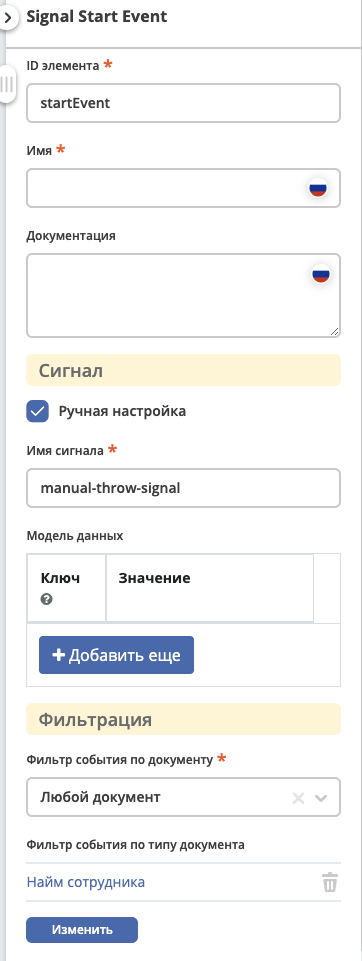 Signal Start Event
ID элемента *
startEvent
Имя *
Документация
Сигнал
Ручная настройка
Имя сигнала *
manual-throw-signal
Модель данных
Ключ
?
Значение
+ Добавить еще
Фильтрация
Фильтр события по документу *
Любой документ
Фильтр события по типу документа
Найм сотрудника
Изменить